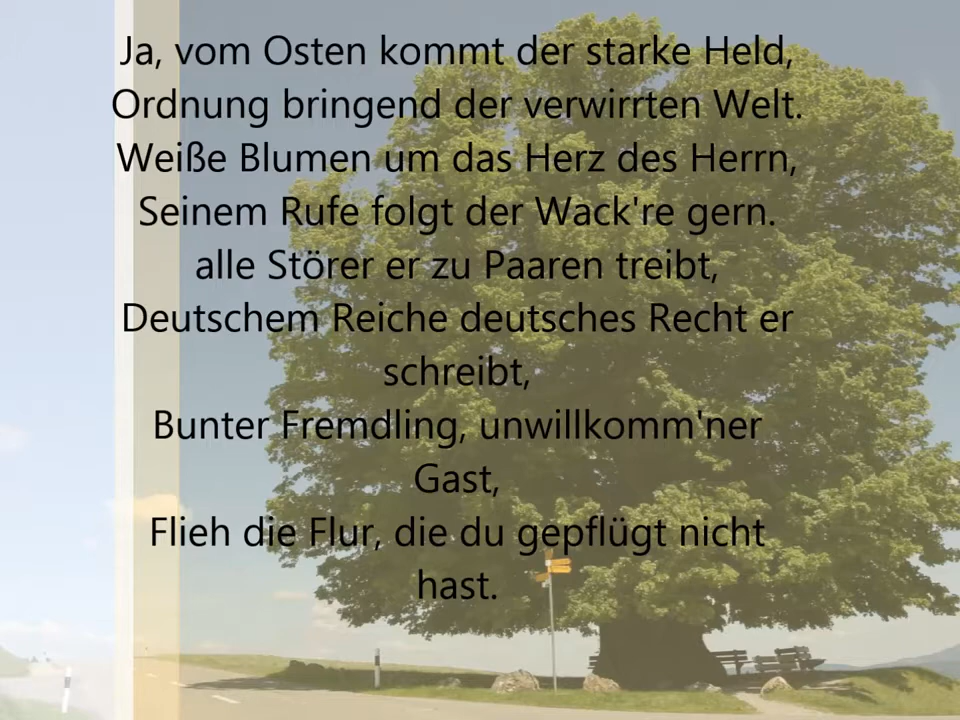 Ja, vom Osten kommt der starke Held,
Ordnung bringend der verwirrten Welt.
Weiße Blumen um das Herz des Herrn,
Seinem Rufe folgt der Wack're gern.
alle Störer er zu Paaren treibt,
Deutschem Reiche deutsches Recht er
schreibt,
Bunter Fremdling, unwillkomm'ner
Gast,
Flieh die Flur, die du gepflügt nicht
hast.